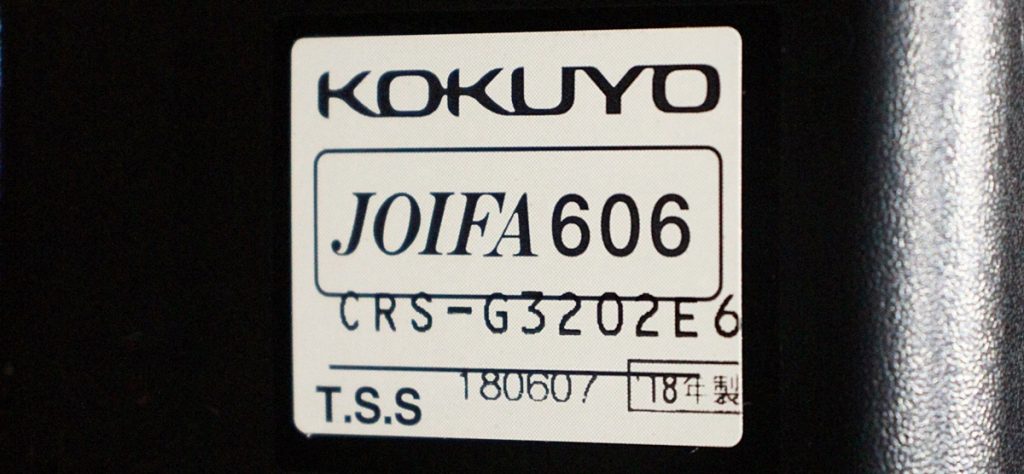 KOKUYO
JOIFA 606
CRS-G3202E6
T.S.S 180607 '18年製